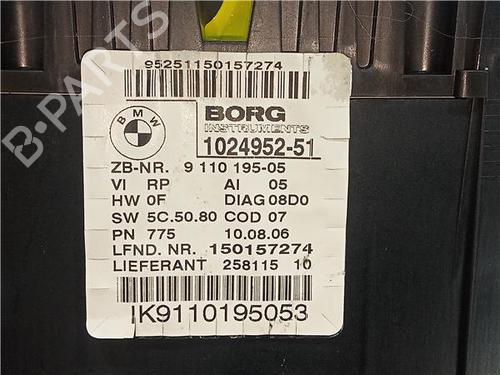 B-PARTS
95251150157274
BMW
BORG
INSTRUMENTS
1024952-51
ZB-NR. 9 110 195-05
VI RP AI 05
HW 0F DIAG 08D0
SW 5C.50.80 COD 07
PN 775 10.08.06
LFND. NR. 150157274
LIEFERANT 258115 10
IK9110195053